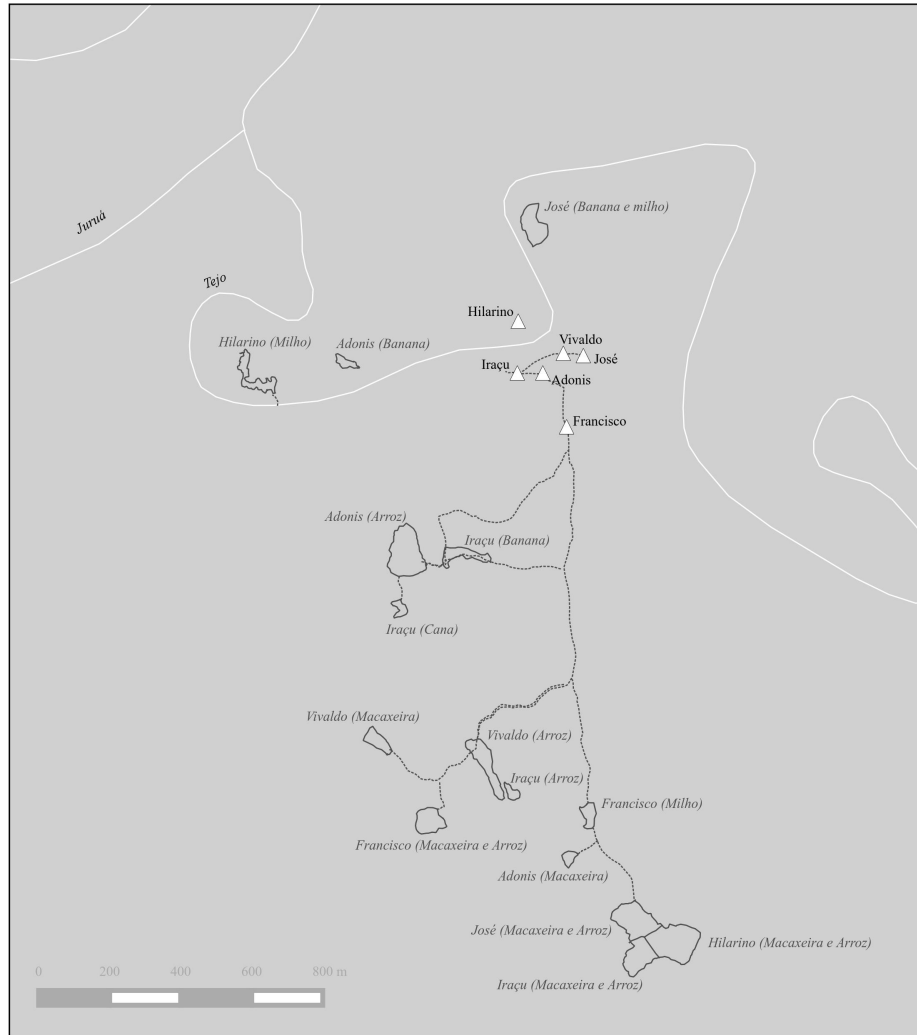 Juruá
José (Banana e milho)
Tejo
Hilarino
Vivaldo
Hilarino (Milho)
Adonis (Banana)
José
Iraçu
Adonis
Francisco
Adonis (Arroz)
Iraçu (Banana)
Iraçu (Cana)
Vivaldo (Macaxeira)
Vivaldo (Arroz)
Iraçu (Arroz)
Francisco (Milho)
Francisco (Macaxeira e Arroz)
Adonis (Macaxeira)
José (Macaxeira e Arroz)
Hilarino (Macaxeira e Arroz)
Iraçu (Macaxeira e Arroz)
0 200 400 600 800 m